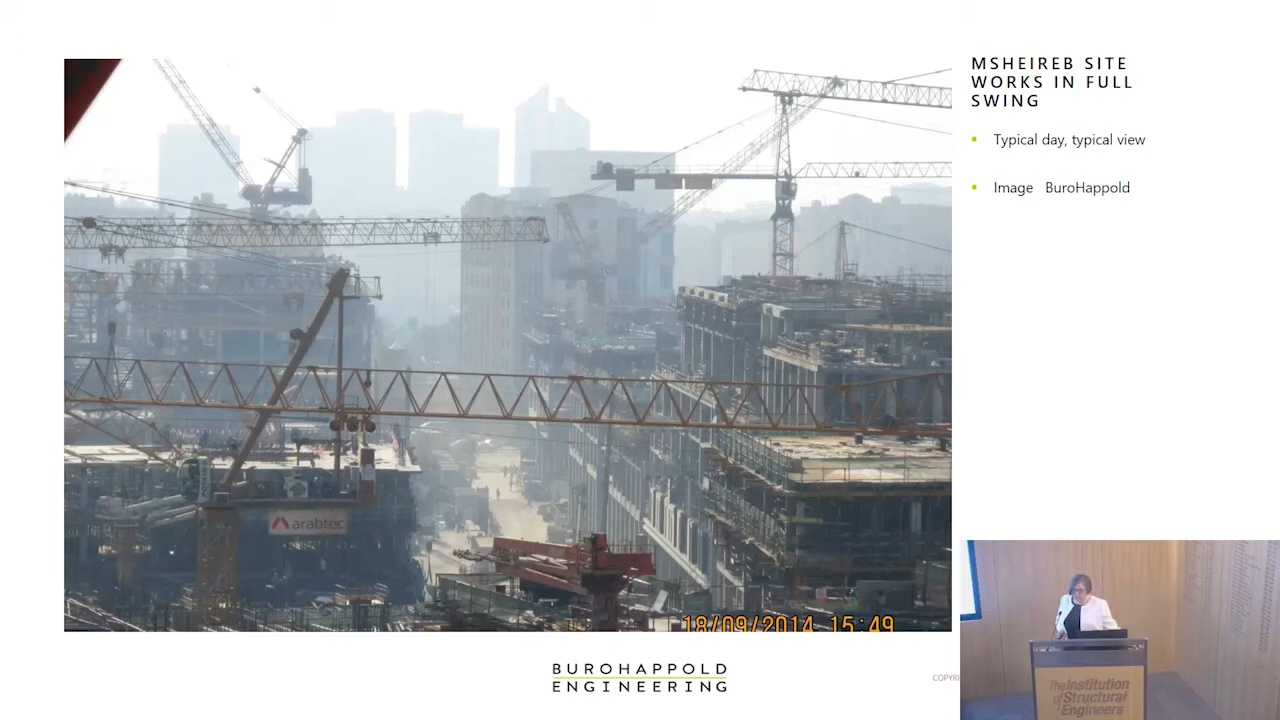 MSHEIREB SITE
WORKS IN FULL
SWING
Typical day, typical view
Image BuroHappold
arabtec
18/09/2014 15:49
BUROHAPPOLD
ENGINEERING
COPYRI
The Institution
of Structural
Engineers